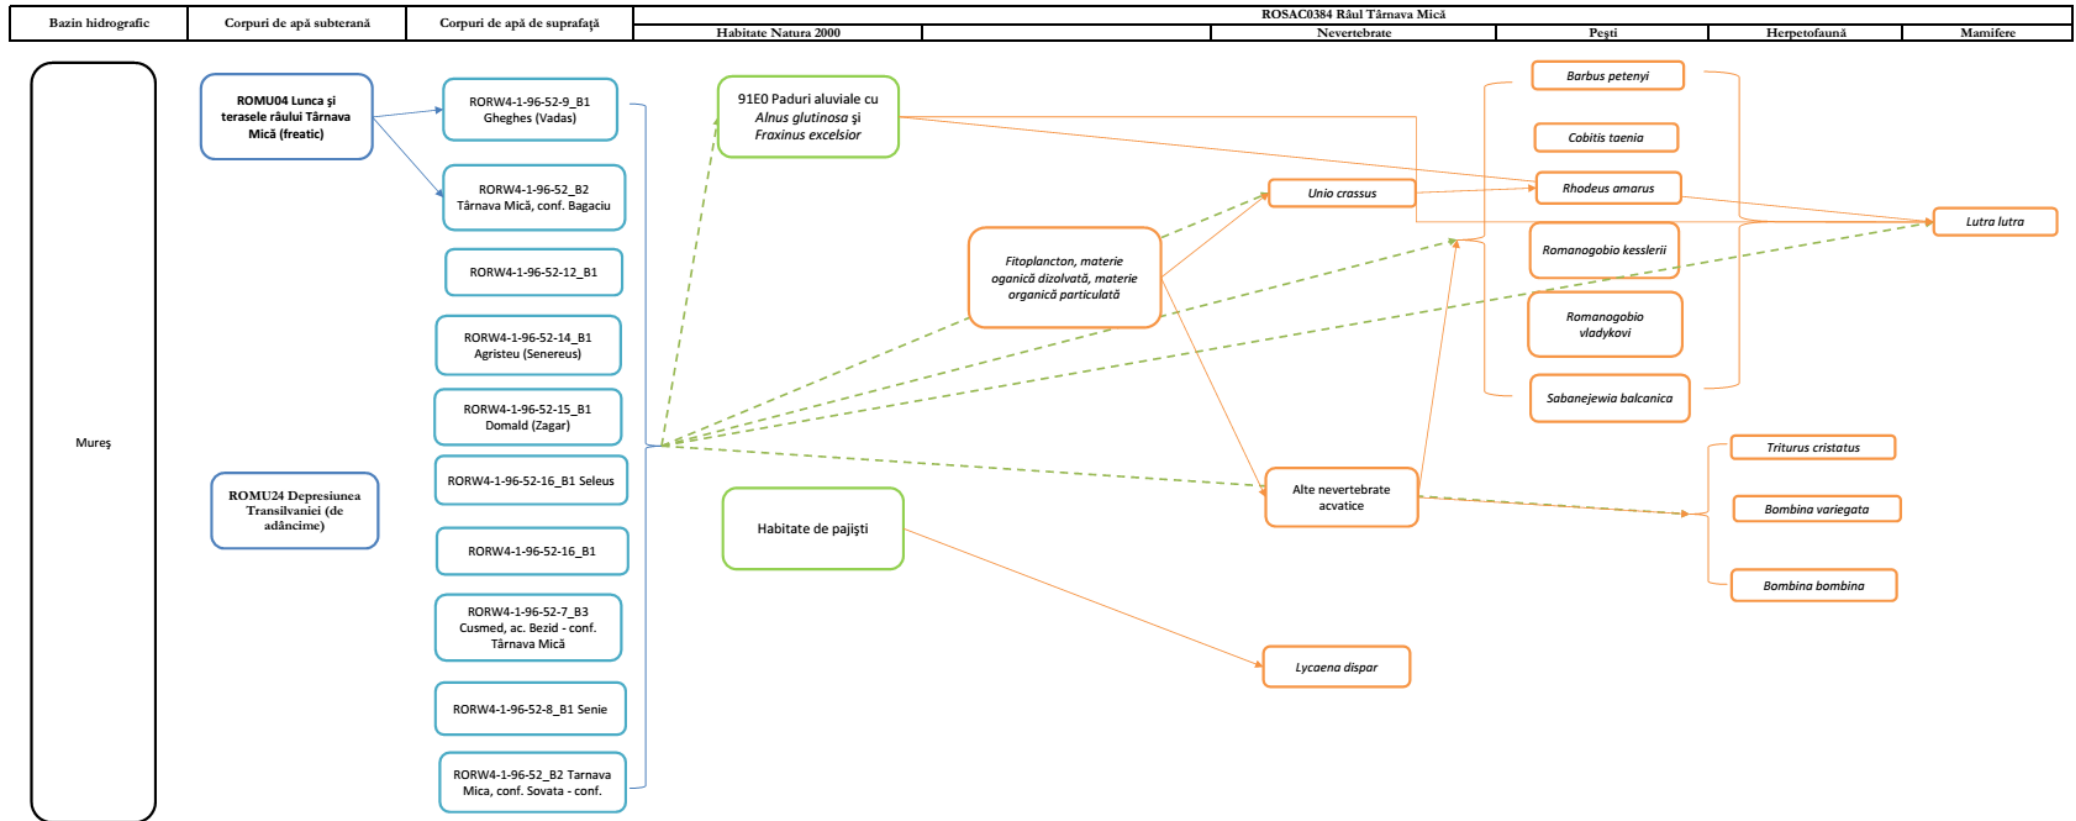 Bazin hidrografic
Corpuri de apă subterană
Corpuri de apă de suprafaţă
ROSAC0384 Râul Târnava Mică
Habitate Natura 2000
Nevertebrate
Peşti
Herpetofaună
Mamifere
Mureş
ROMU04 Lunca şi
terasele râului Târnava
Mică (freatic)
ROMU24 Depresiunea
Transilvaniei (de
adâncime)
RORW4-1-96-52-9_B1
Gheghes (Vadas)
RORW4-1-96-52_B2
Târnava Mică, conf. Bagaciu
RORW4-1-96-52-12_B1
RORW4-1-96-52-14_B1
Agristeu (Senereus)
RORW4-1-96-52-15_B1
Domald (Zagar)
RORW4-1-96-52-16_B1 Seleus
RORW4-1-96-52-16_B1
RORW4-1-96-52-7_B3
Cusmed, ac. Bezid - conf.
Târnava Mică
RORW4-1-96-52-8_B1 Senie
RORW4-1-96-52_B2 Tarnava
Mica, conf. Sovata - conf.
91E0 Paduri aluviale cu
Alnus glutinosa şi
Fraxinus excelsior
Habitate de pajişti
Fitoplancton, materie
oganică dizolvată, materie
organică particulată
Unio crassus
Alte nevertebrate
acvatice
Lycaena dispar
Barbus petenyi
Cobitis taenia
Rhodeus amarus
Romanogobio kesslerii
Romanogobio
vladykovi
Sabanejewia balcanica
Triturus cristatus
Bombina variegata
Bombina bombina
Lutra lutra